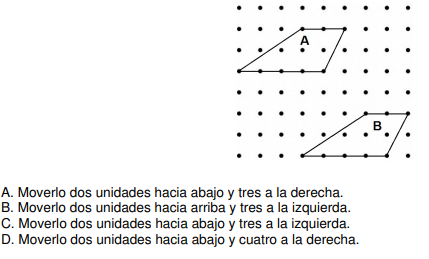 A
B
A. Moverlo dos unidades hacia abajo y tres a la derecha.
B. Moverlo dos unidades hacia arriba y tres a la izquierda.
C. Moverlo dos unidades hacia abajo y tres a la izquierda.
D. Moverlo dos unidades hacia abajo y cuatro a la derecha.